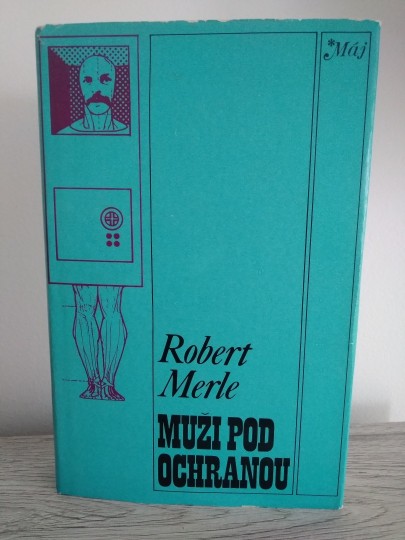 *Máj
Robert
Merle
MUŽI POD
OCHRANOU